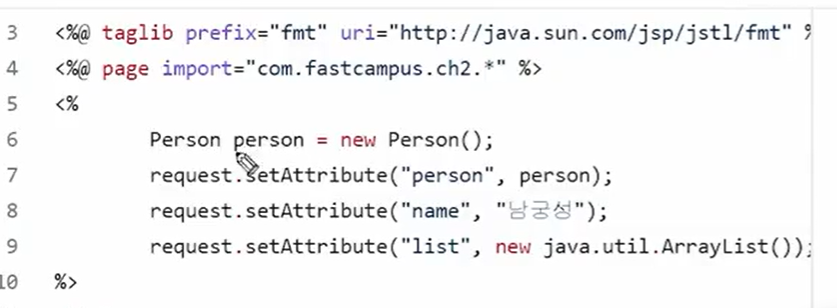 3 <%@ taglib prefix="fmt" uri="http://java.sun.com/jsp/jstl/fmt" %
4 <%@ page import="com.fastcampus.ch2.*" %>
5 <%
6 Person person = new Person();
7 request.setAttribute("person", person);
8 request.setAttribute("name", "남궁성");
9 request.setAttribute("list", new java.util.ArrayList());
10 %>